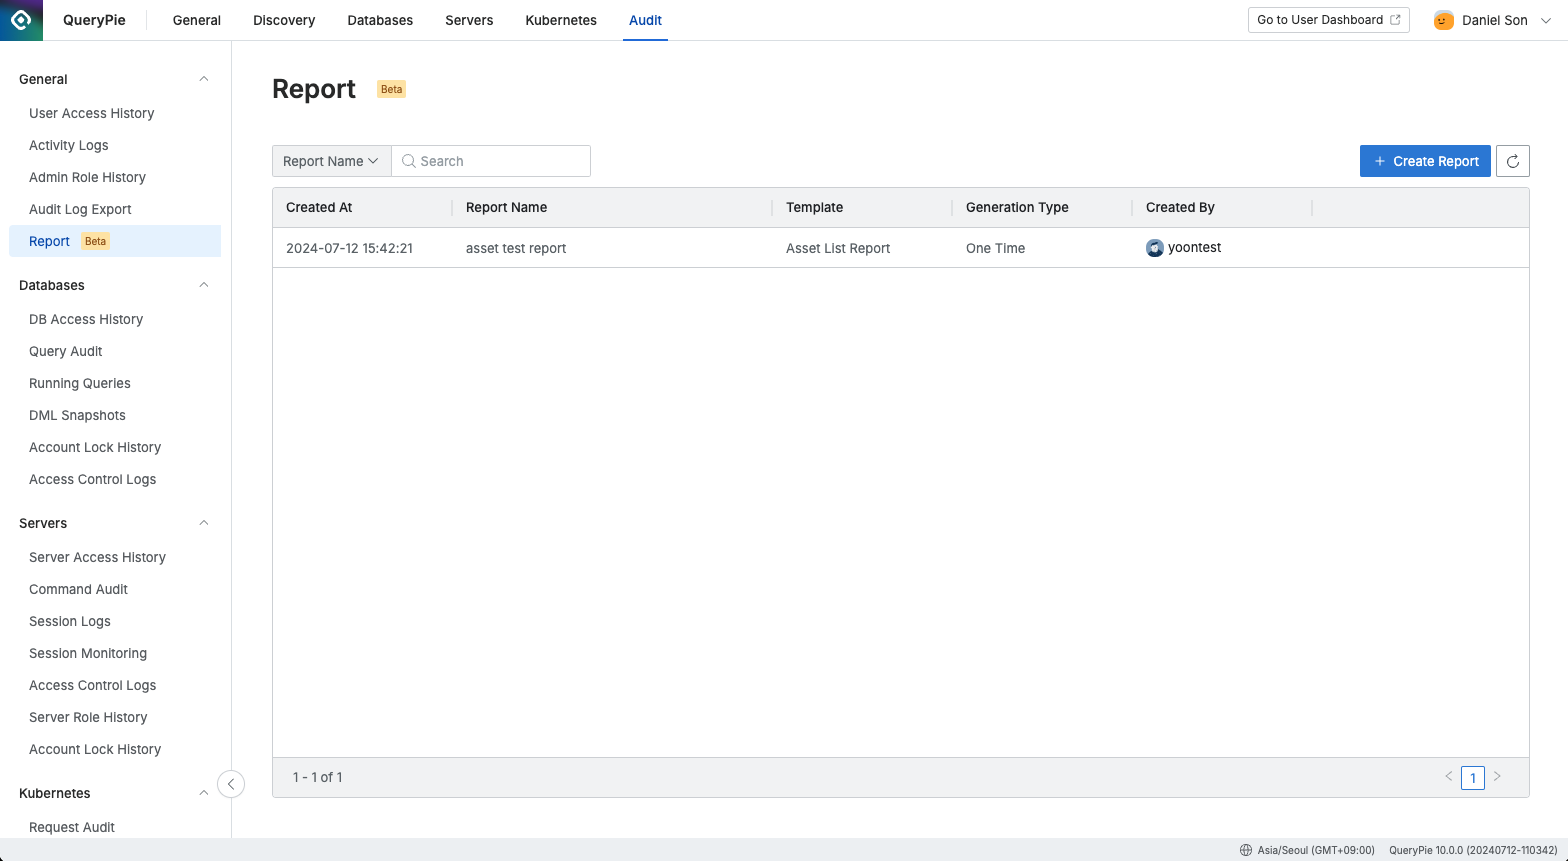 QueryPie
General
Discovery
Databases
Servers
Kubernetes
Audit
Go to User Dashboard
Daniel Son
General
User Access History
Activity Logs
Admin Role History
Audit Log Export
Report Beta
Databases
DB Access History
Query Audit
Running Queries
DML Snapshots
Account Lock History
Access Control Logs
Servers
Server Access History
Command Audit
Session Logs
Session Monitoring
Access Control Logs
Server Role History
Account Lock History
Kubernetes
Request Audit
Report Beta
Report Name Search
+ Create Report
Created At Report Name Template Generation Type Created By
2024-07-12 15:42:21 asset test report Asset List Report One Time yoontest
1 - 1 of 1
< 1 >
Asia/Seoul (GMT+09:00) QueryPie 10.0.0 (20240712-110342)